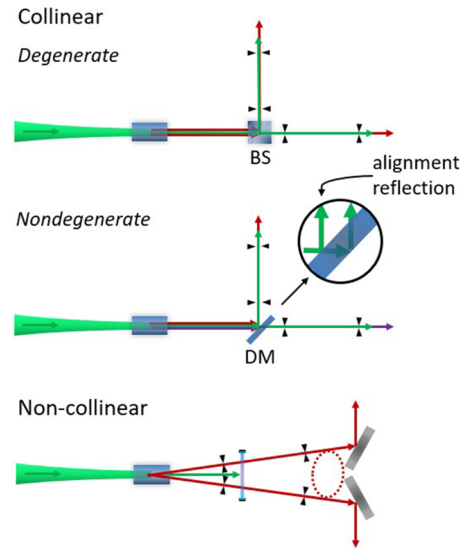 Collinear
Degenerate
BS
alignment
reflection
Nondegenerate
DM
Non-collinear